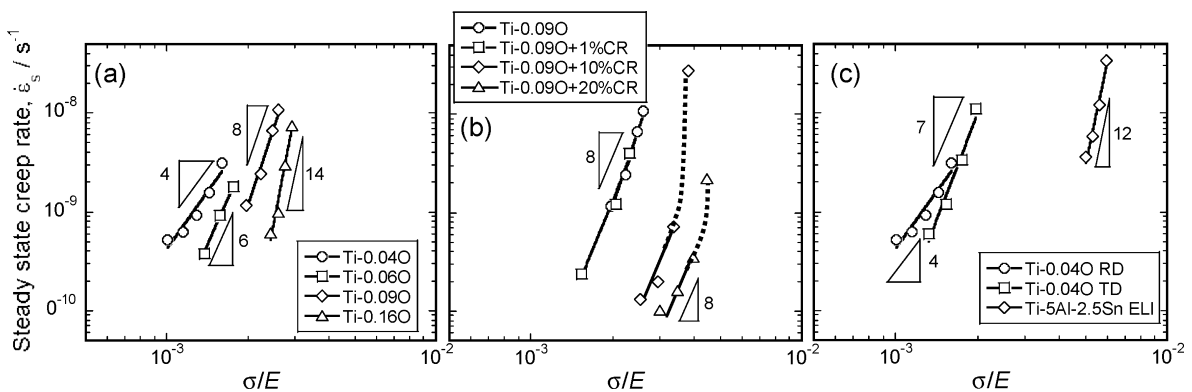 Steady state creep rate, ε̇s / s-1
(a)
8
4
14
6
Ti-0.04O
Ti-0.06O
Ti-0.09O
Ti-0.16O
10-8
10-9
0-10
10-3
10-2
σ/E
Ti-0.09O
Ti-0.09O+1%CR
Ti-0.09O+10%CR
Ti-0.09O+20%CR
(b)
8
8
10-3
10-2
σ/E
(c)
7
12
4
Ti-0.04O RD
Ti-0.04O TD
Ti-5Al-2.5Sn ELI
10-3
10-2
σ/E